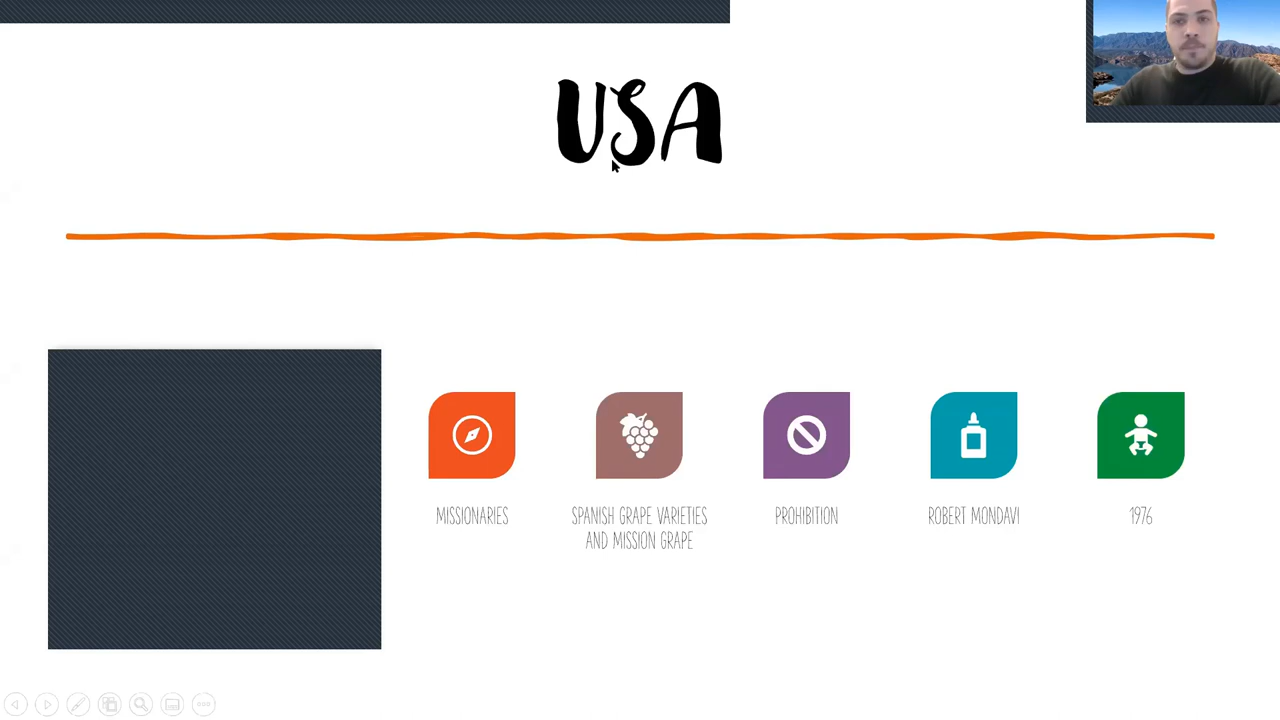 USA
MISSIONARIES
SPANISH GRAPE VARIETIES
AND MISSION GRAPE
PROHIBITION
ROBERT MONDAVI
1976